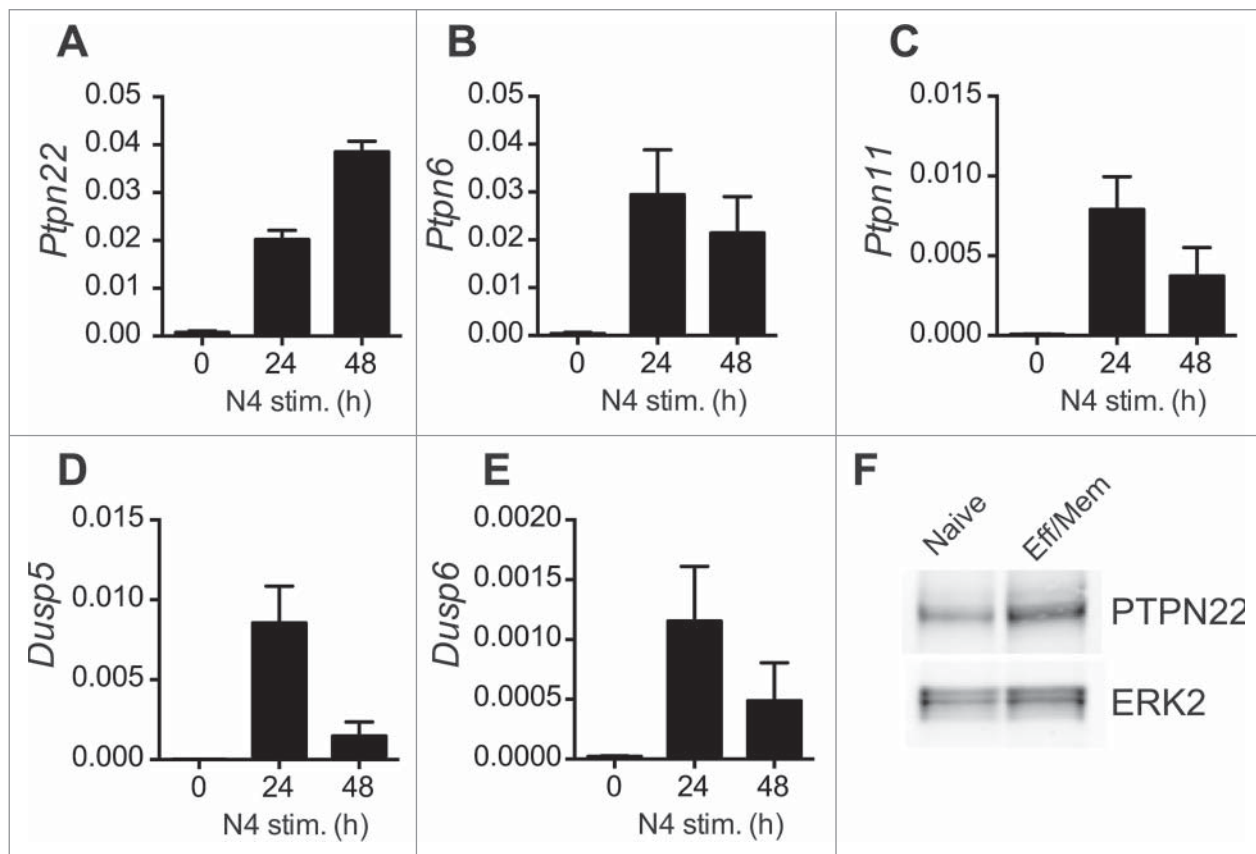 A
Ptpn22
0.05
0.04
0.03
0.02
0.01
0.00
0 24 48
N4 stim. (h)
B
Ptpn6
0.05
0.04
0.03
0.02
0.01
0.00
0 24 48
N4 stim. (h)
C
Ptpn11
0.015
0.010
0.005
0.000
0 24 48
N4 stim. (h)
D
Dusp5
0.015
0.010
0.005
0.000
0 24 48
N4 stim. (h)
E
Dusp6
0.0020
0.0015
0.0010
0.0005
0.0000
0 24 48
N4 stim. (h)
F
Naive Eff/Mem
PTPN22
ERK2